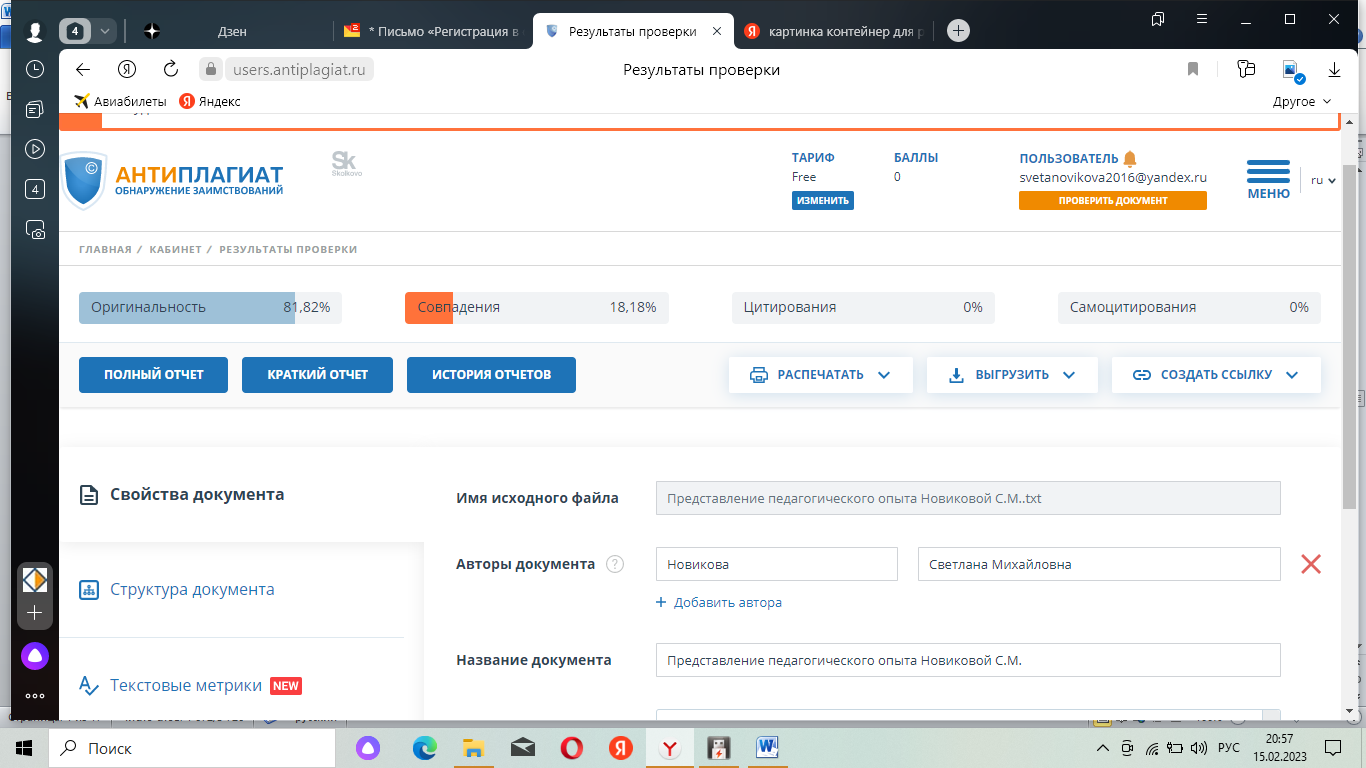 4
Дзен
* Письмо «Регистрация в
Результаты проверки
картинка контейнер для р
users.antiplagiat.ru
Результаты проверки
Авиабилеты
Яндекс
Другое
АНТИПЛАГИАТ
ОБНАРУЖЕНИЕ ЗАИМСТВОВАНИЙ
Sk
Skolkovo
ТАРИФ
Free
ИЗМЕНИТЬ
БАЛЛЫ
0
ПОЛЬЗОВАТЕЛЬ
svetanovikova2016@yandex.ru
ПРОВЕРИТЬ ДОКУМЕНТ
МЕНЮ
ru
4
ГЛАВНАЯ / КАБИНЕТ / РЕЗУЛЬТАТЫ ПРОВЕРКИ
Оригинальность 81,82%
Совпадения 18,18%
Цитирования 0%
Самоцитирования 0%
ПОЛНЫЙ ОТЧЕТ
КРАТКИЙ ОТЧЕТ
ИСТОРИЯ ОТЧЕТОВ
РАСПЕЧАТАТЬ
ВЫГРУЗИТЬ
СОЗДАТЬ ССЫЛКУ
Свойства документа
Структура документа
Текстовые метрики NEW
Имя исходного файла
Представление педагогического опыта Новиковой С.М..txt
Авторы документа ?
Новикова
Светлана Михайловна
+ Добавить автора
Название документа
Представление педагогического опыта Новиковой С.М.
Поиск
РУС
20:57
15.02.2023